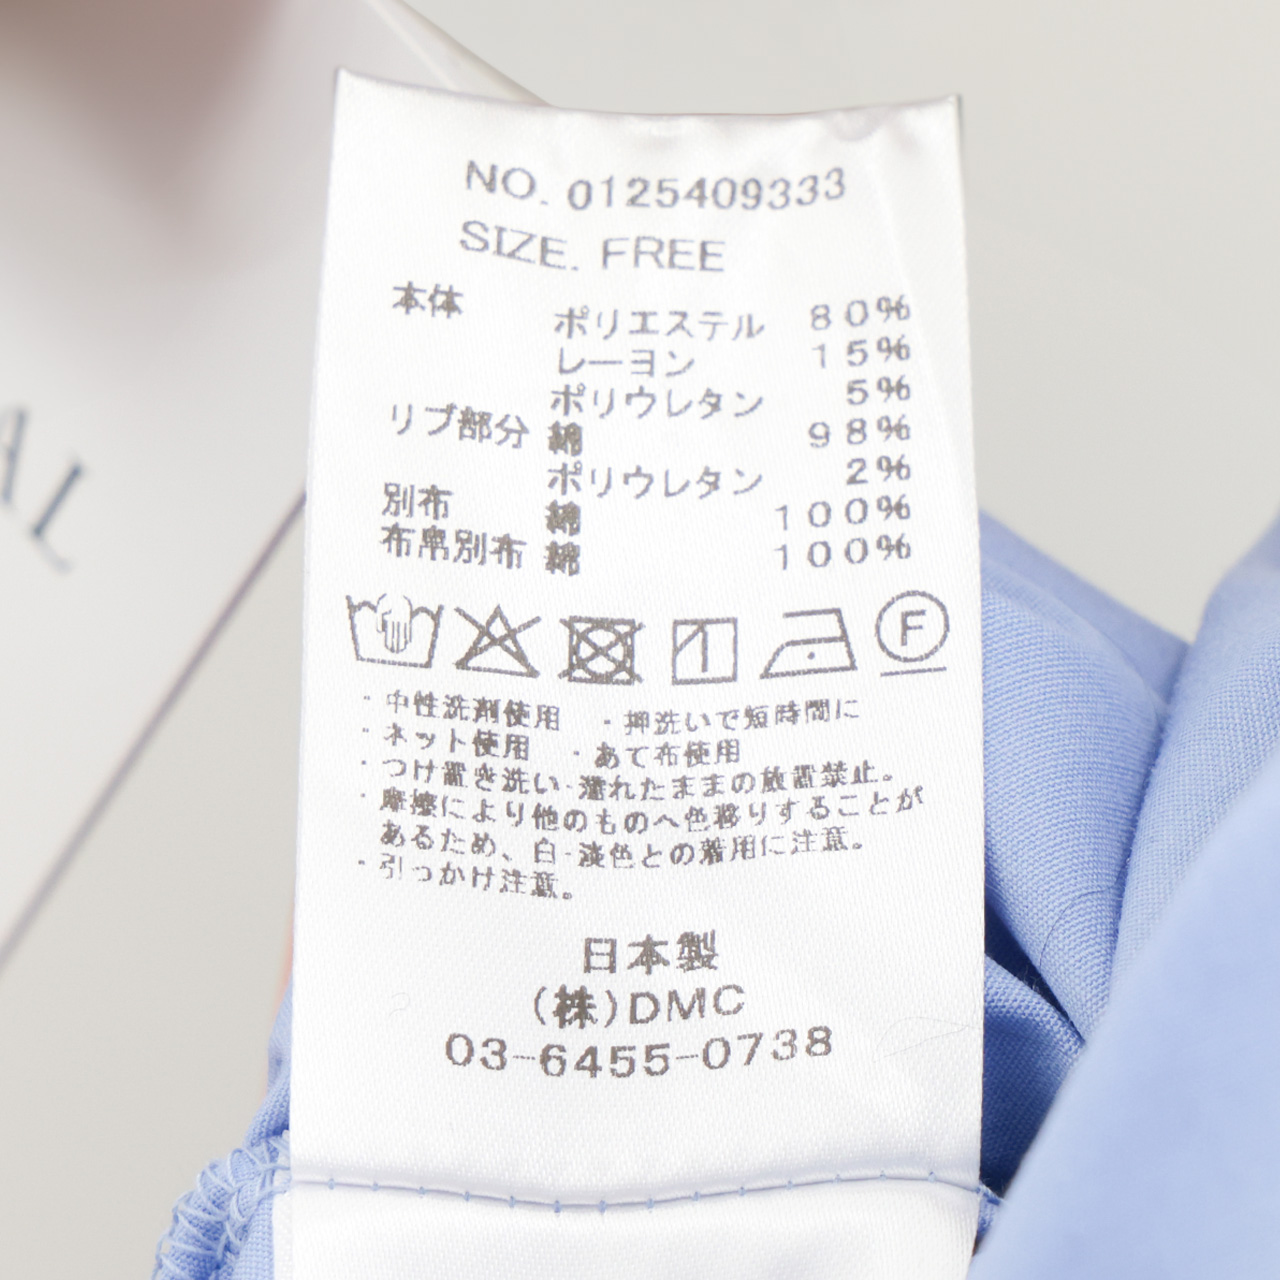 AL
NO. 0125409333
SIZE. FREE
本体 ポリエステル 80%
レーヨン 15%
ポリウレタン 5%
リブ部分 綿 98%
ポリウレタン 2%
別布 綿 100%
布帛別布 綿 100%
F
・中性洗剤使用 ・押洗いで短時間に
・ネット使用 ・あて布使用
・つけ置き洗い・濡れたままの放置禁止。
・摩擦により他のものへ色移りすることが
あるため、白・淡色との着用に注意。
・引っかけ注意。
日本製
(株)DMC
03-6455-0738